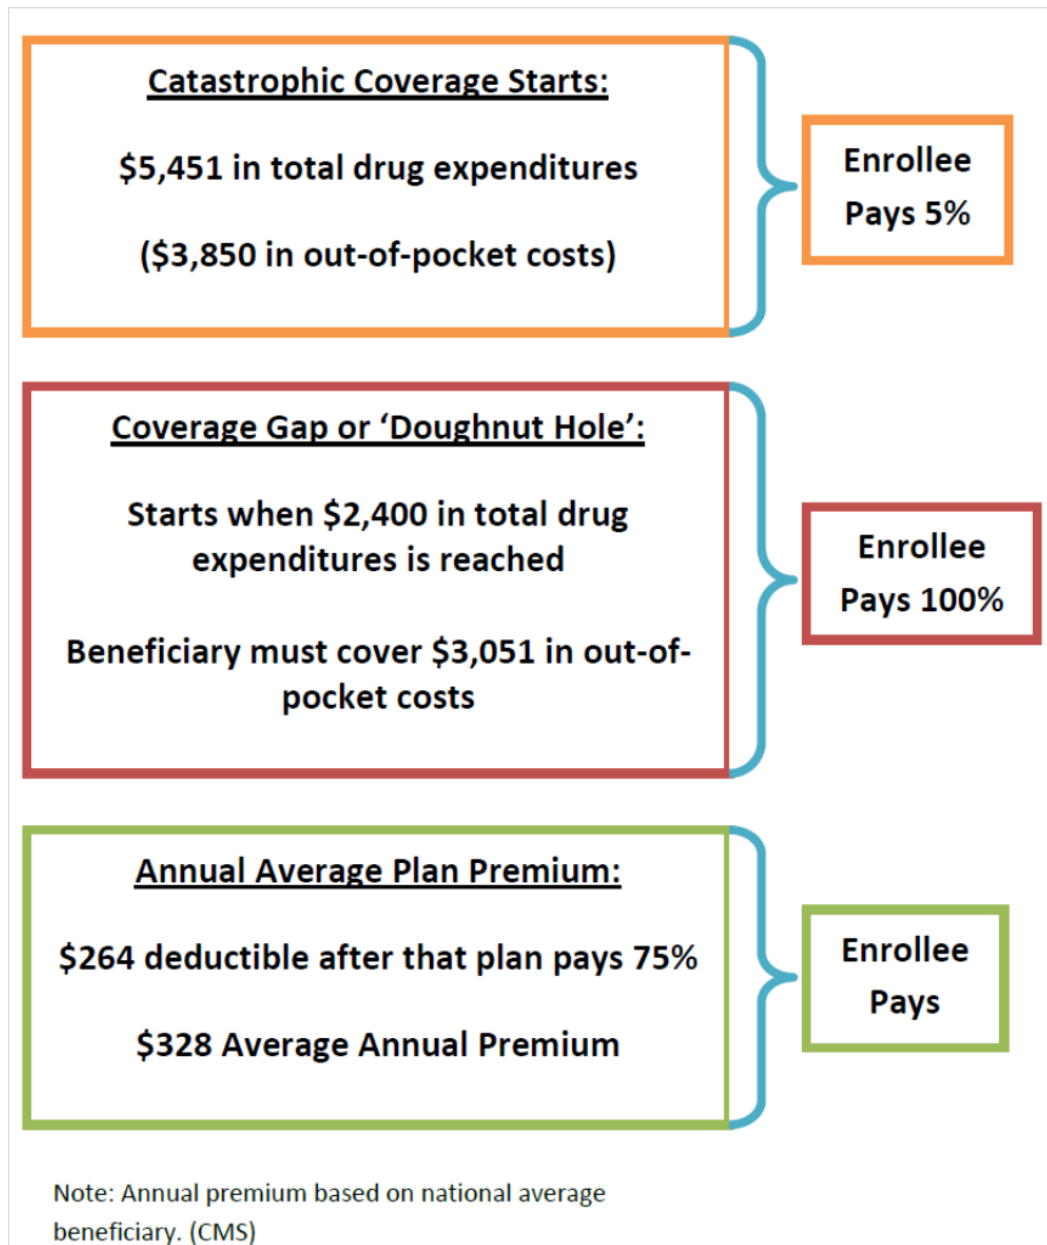 Catastrophic Coverage Starts:
$5,451 in total drug expenditures
($3,850 in out-of-pocket costs)
Enrollee
Pays 5%
Coverage Gap or ‘Doughnut Hole’:
Starts when $2,400 in total drug
expenditures is reached
Beneficiary must cover $3,051 in out-of-
pocket costs
Enrollee
Pays 100%
Annual Average Plan Premium:
$264 deductible after that plan pays 75%
$328 Average Annual Premium
Enrollee
Pays
Note: Annual premium based on national average
beneficiary. (CMS)